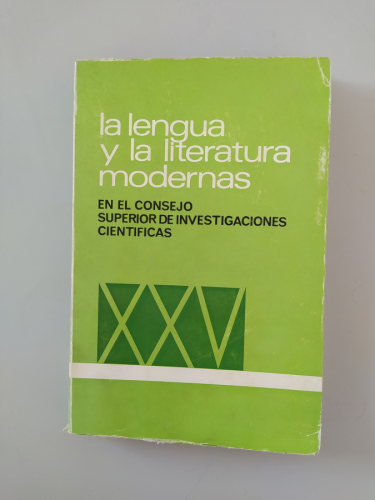 la lengua
y la literatura
modernas
EN EL CONSEJO
SUPERIOR DE INVESTIGACIONES
CIENTIFICAS
XXV